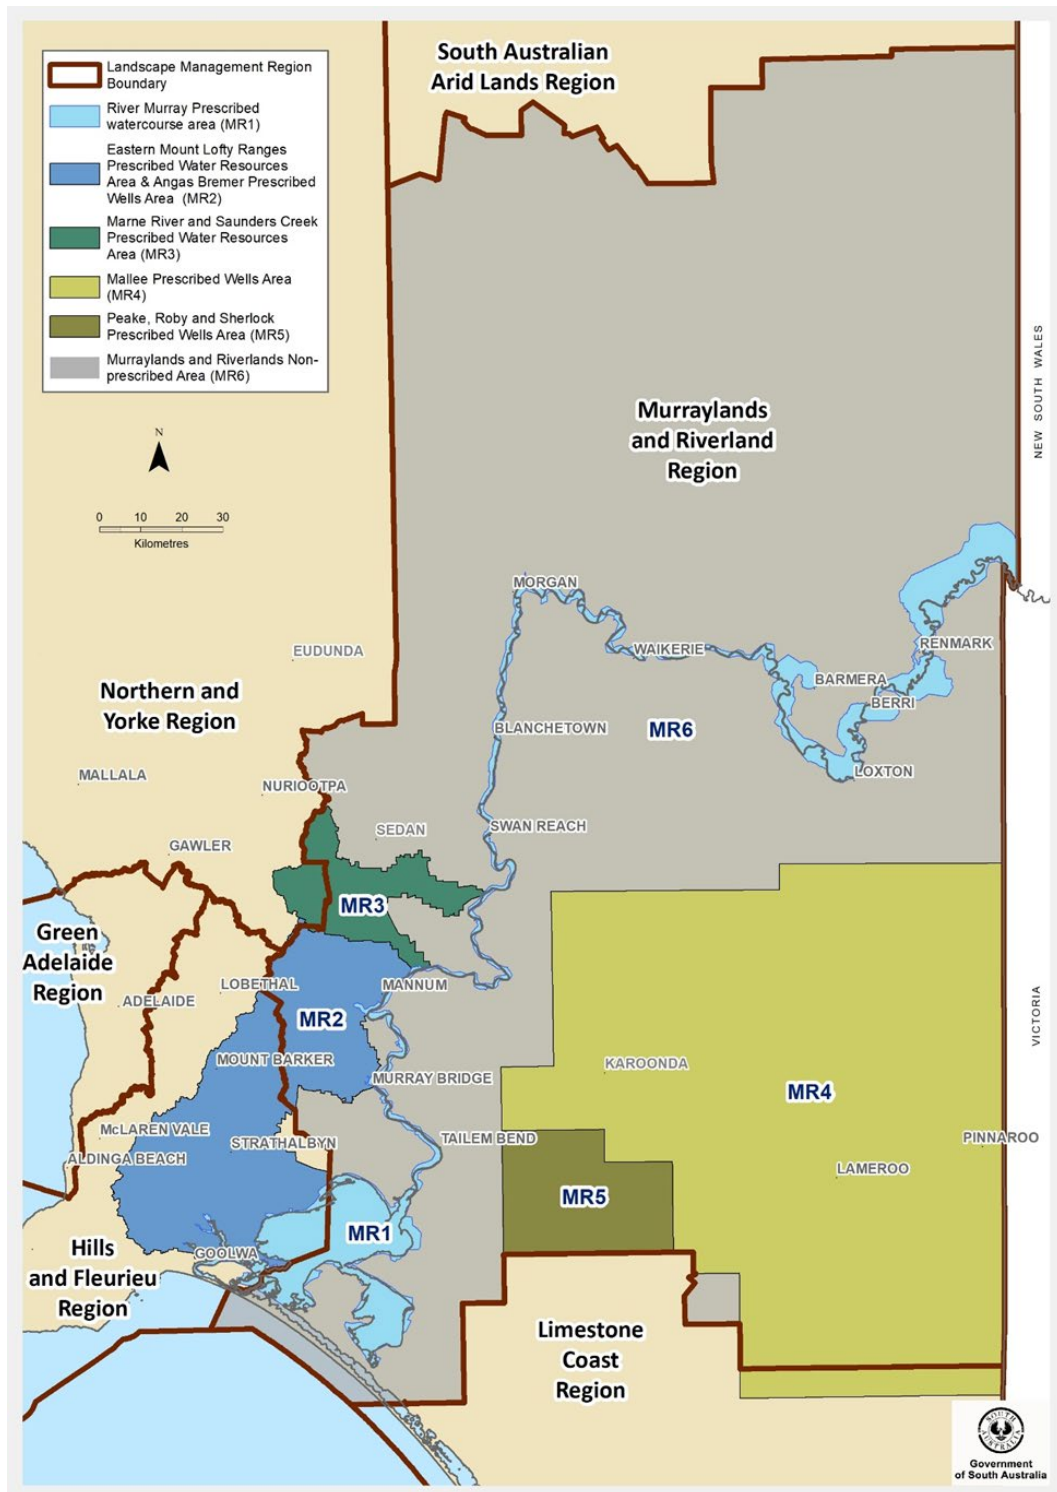 South Australian
Arid Lands Region
Landscape Management Region
Boundary
River Murray Prescribed
watercourse area (MR1)
Eastern Mount Lofty Ranges
Prescribed Water Resources
Area & Angas Bremer Prescribed
Wells Area (MR2)
Marne River and Saunders Creek
Prescribed Water Resources
Area (MR3)
Mallee Prescribed Wells Area
(MR4)
Peake, Roby and Sherlock
Prescribed Wells Area (MR5)
Murraylands and Riverlands Non-
prescribed Area (MR6)
N
0 10 20 30
Kilometres
NEW SOUTH WALES
Murraylands
and Riverland
Region
MORGAN
EUDUNDA
WAIKERIE
RENMARK
BARMERA
BERRI
Northern and
Yorke Region
BLANCHETOWN
MR6
MALLALA
NURIOOTPA
LOXTON
SEDAN
SWAN REACH
GAWLER
MR3
Green
Adelaide
Region
LOBETHAL
MANNUM
ADELAIDE
MR2
VICTORIA
MOUNT BARKER
KAROONDA
MURRAY BRIDGE
MR4
McLAREN VALE
STRATHALBYN
TAILEM BEND
PINNAROO
ALDINGA BEACH
LAMEROO
MR5
MR1
Hills
and Fleurieu
Region
GOOLWA
Limestone
Coast
Region
SOUTH
AUSTRALIA
Government
of South Australia